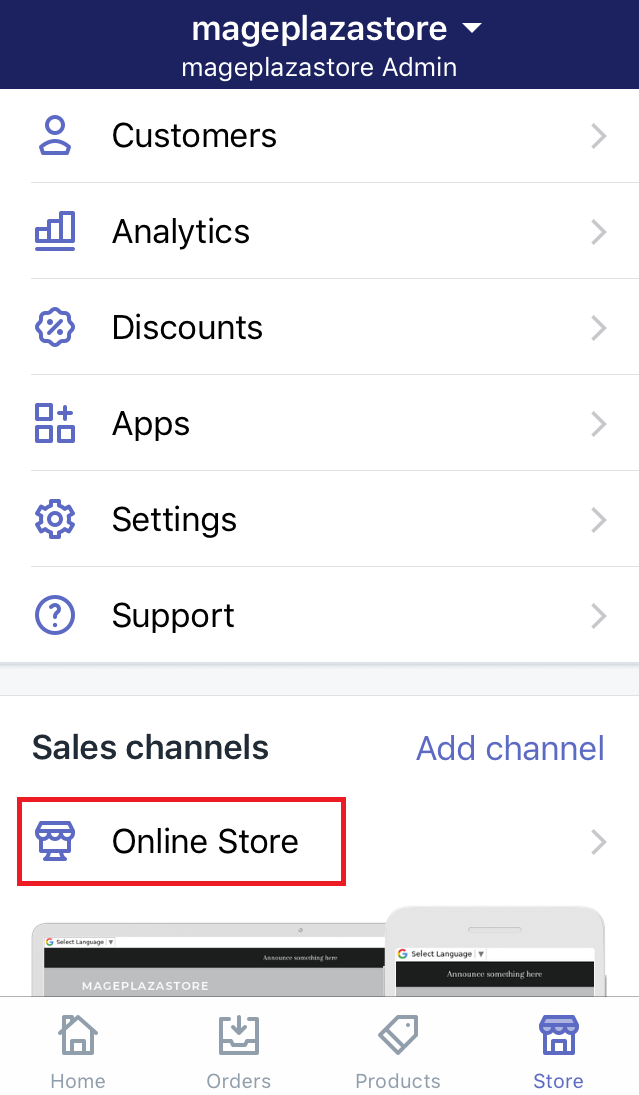 mageplazastore
mageplazastore Admin
Customers
Analytics
Discounts
Apps
Settings
Support
Sales channels Add channel
Online Store
G Select Language ▼
Announce something here
MAGEPLAZASTORE
G Select Language ▼
Announce something here
Home Orders Products Store